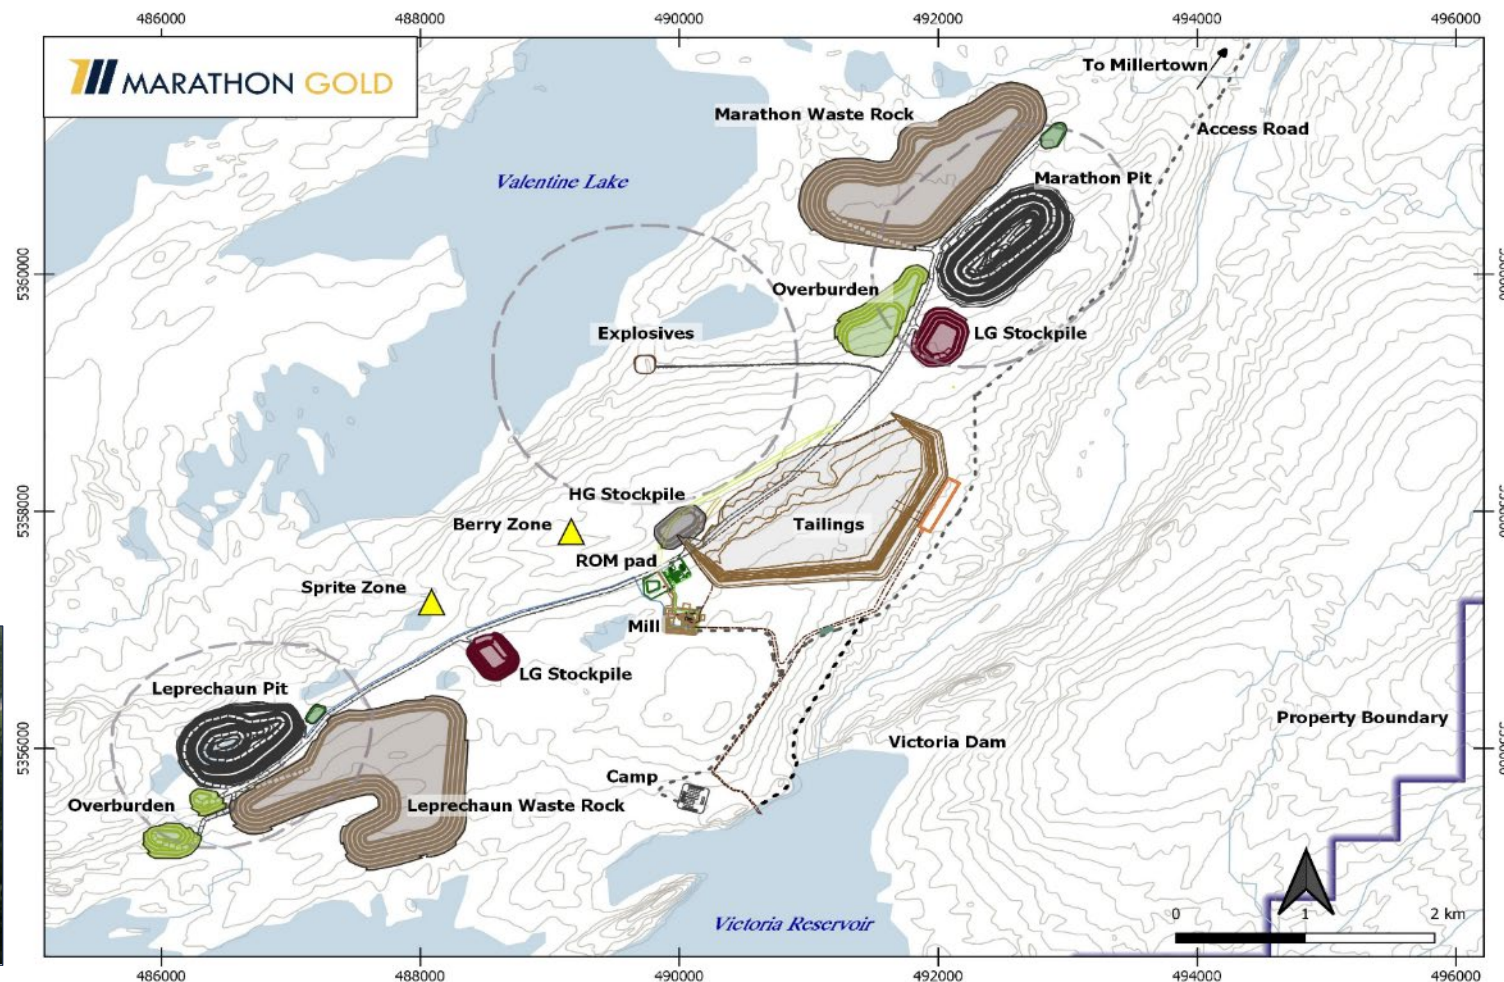 486000 488000 490000 492000 494000 496000
MARATHON GOLD
To Millertown
Marathon Waste Rock
Access Road
Valentine Lake
Marathon Pit
5360000
Overburden
Explosives
LG Stockpile
HG Stockpile
5358000
Berry Zone
Tailings
ROM pad
Sprite Zone
Mill
LG Stockpile
Leprechaun Pit
Property Boundary
Victoria Dam
5356000
Camp
Overburden
Leprechaun Waste Rock
Victoria Reservoir
0 1 2 km
486000 488000 490000 492000 494000 496000